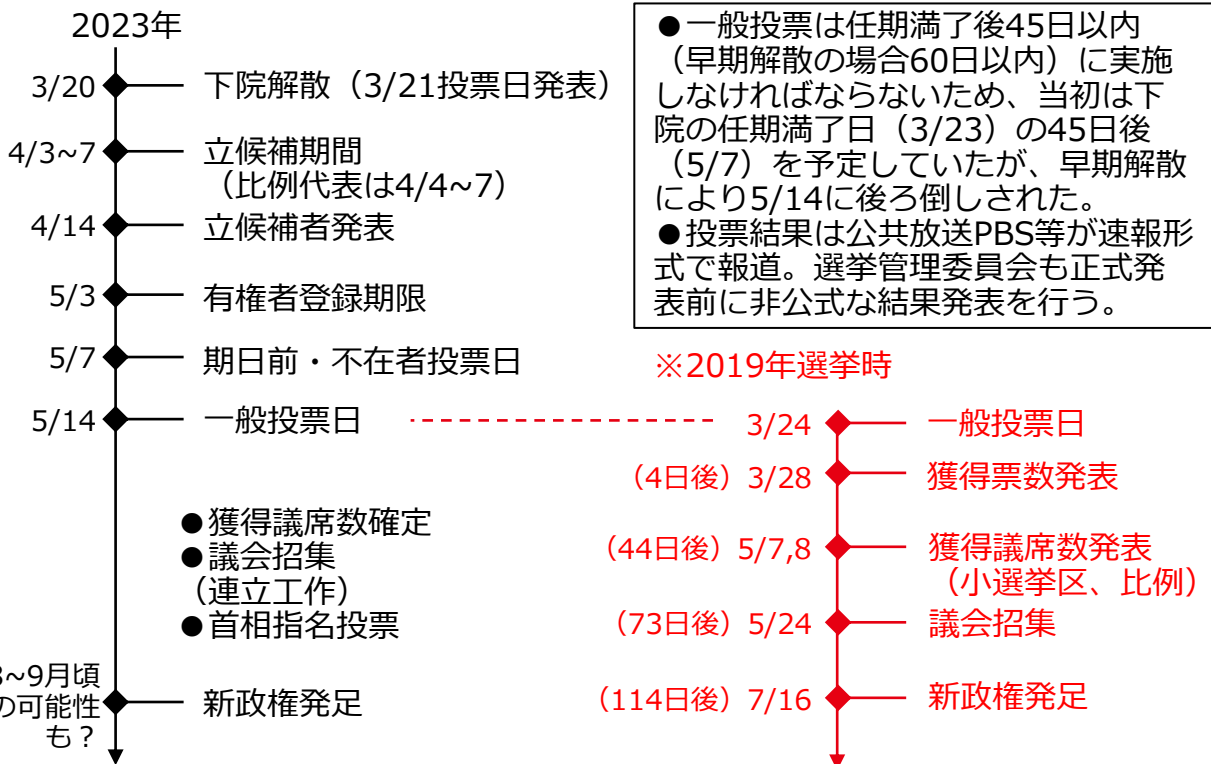 2023年
3/20 下院解散（3/21投票日発表）
4/3~7 立候補期間
（比例代表は4/4~7）
4/14 立候補者発表
5/3 有権者登録期限
5/7 期日前・不在者投票日
5/14 一般投票日
●獲得議席数確定
●議会招集
（連立工作）
●首相指名投票
~9月頃
の可能性
も？
新政権発足
●一般投票は任期満了後45日以内
（早期解散の場合60日以内）に実施
しなければならないため、当初は下
院の任期満了日（3/23）の45日後
（5/7）を予定していたが、早期解散
により5/14に後ろ倒しされた。
●投票結果は公共放送PBS等が速報形
式で報道。選挙管理委員会も正式発
表前に非公式な結果発表を行う。
※2019年選挙時
3/24 一般投票日
（4日後）3/28 獲得票数発表
（44日後）5/7,8 獲得議席数発表
（小選挙区、比例）
（73日後）5/24 議会招集
（114日後）7/16 新政権発足